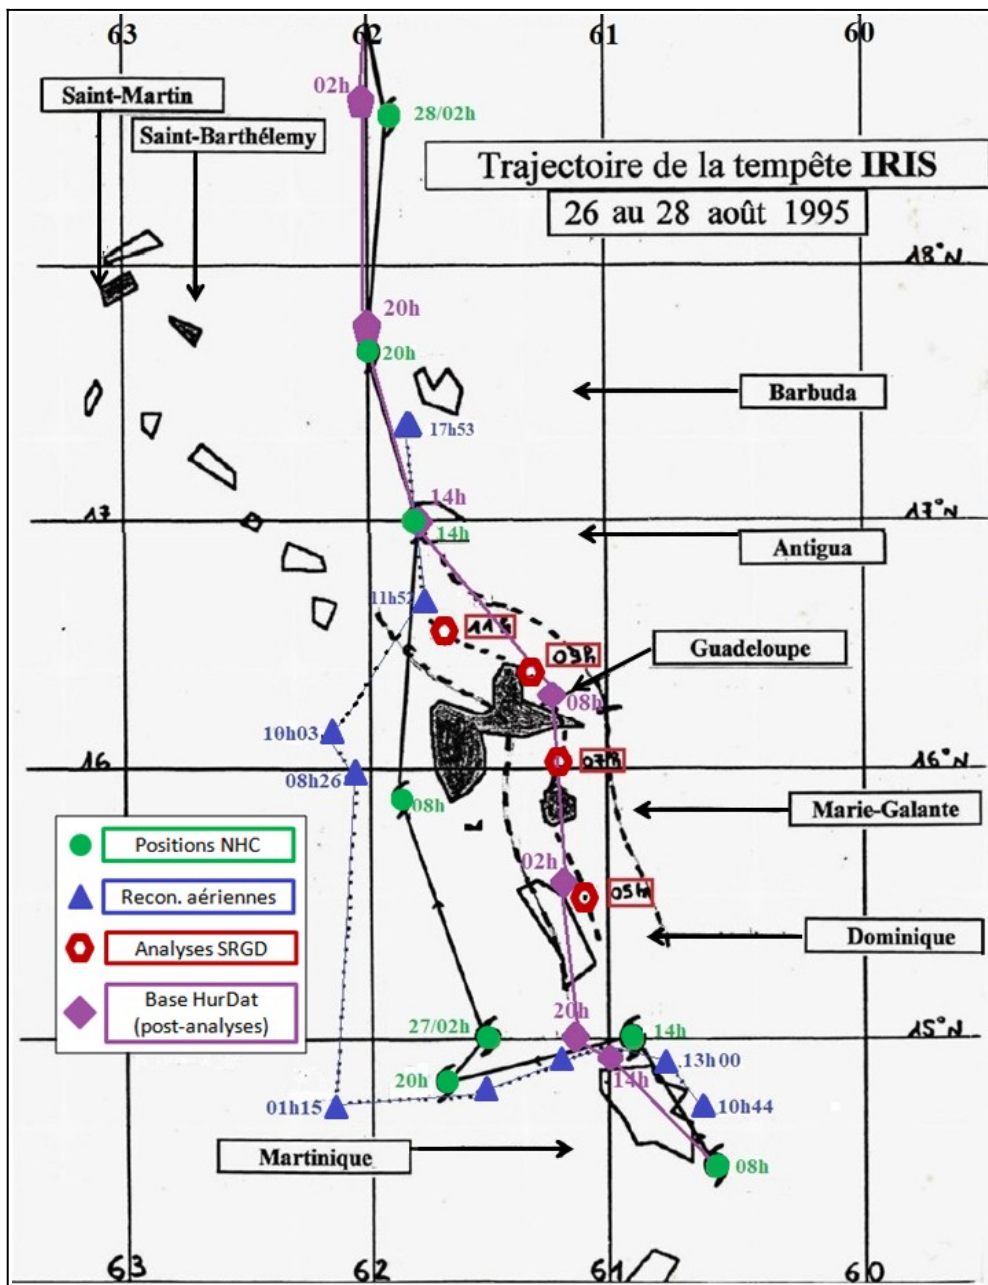 63 62 61 60
02h
Saint-Martin
28/02h
Saint-Barthélemy
Trajectoire de la tempête IRIS
26 au 28 août 1995
18°N
20h
20h
Barbuda
17h53
14h
17 14h 17°N
Antigua
11h52
11h
09h
Guadeloupe
08h
10h03
16 08h26 07h 16°N
08h
Marie-Galante
Positions NHC
02h
Recon. aériennes
05h
Analyses SRGD
Dominique
Base HurDat
(post-analyses)
20h
27/02h 14h 15°N
13h00
20h 14h
01h15 10h44
Martinique 08h
63 62 61 60